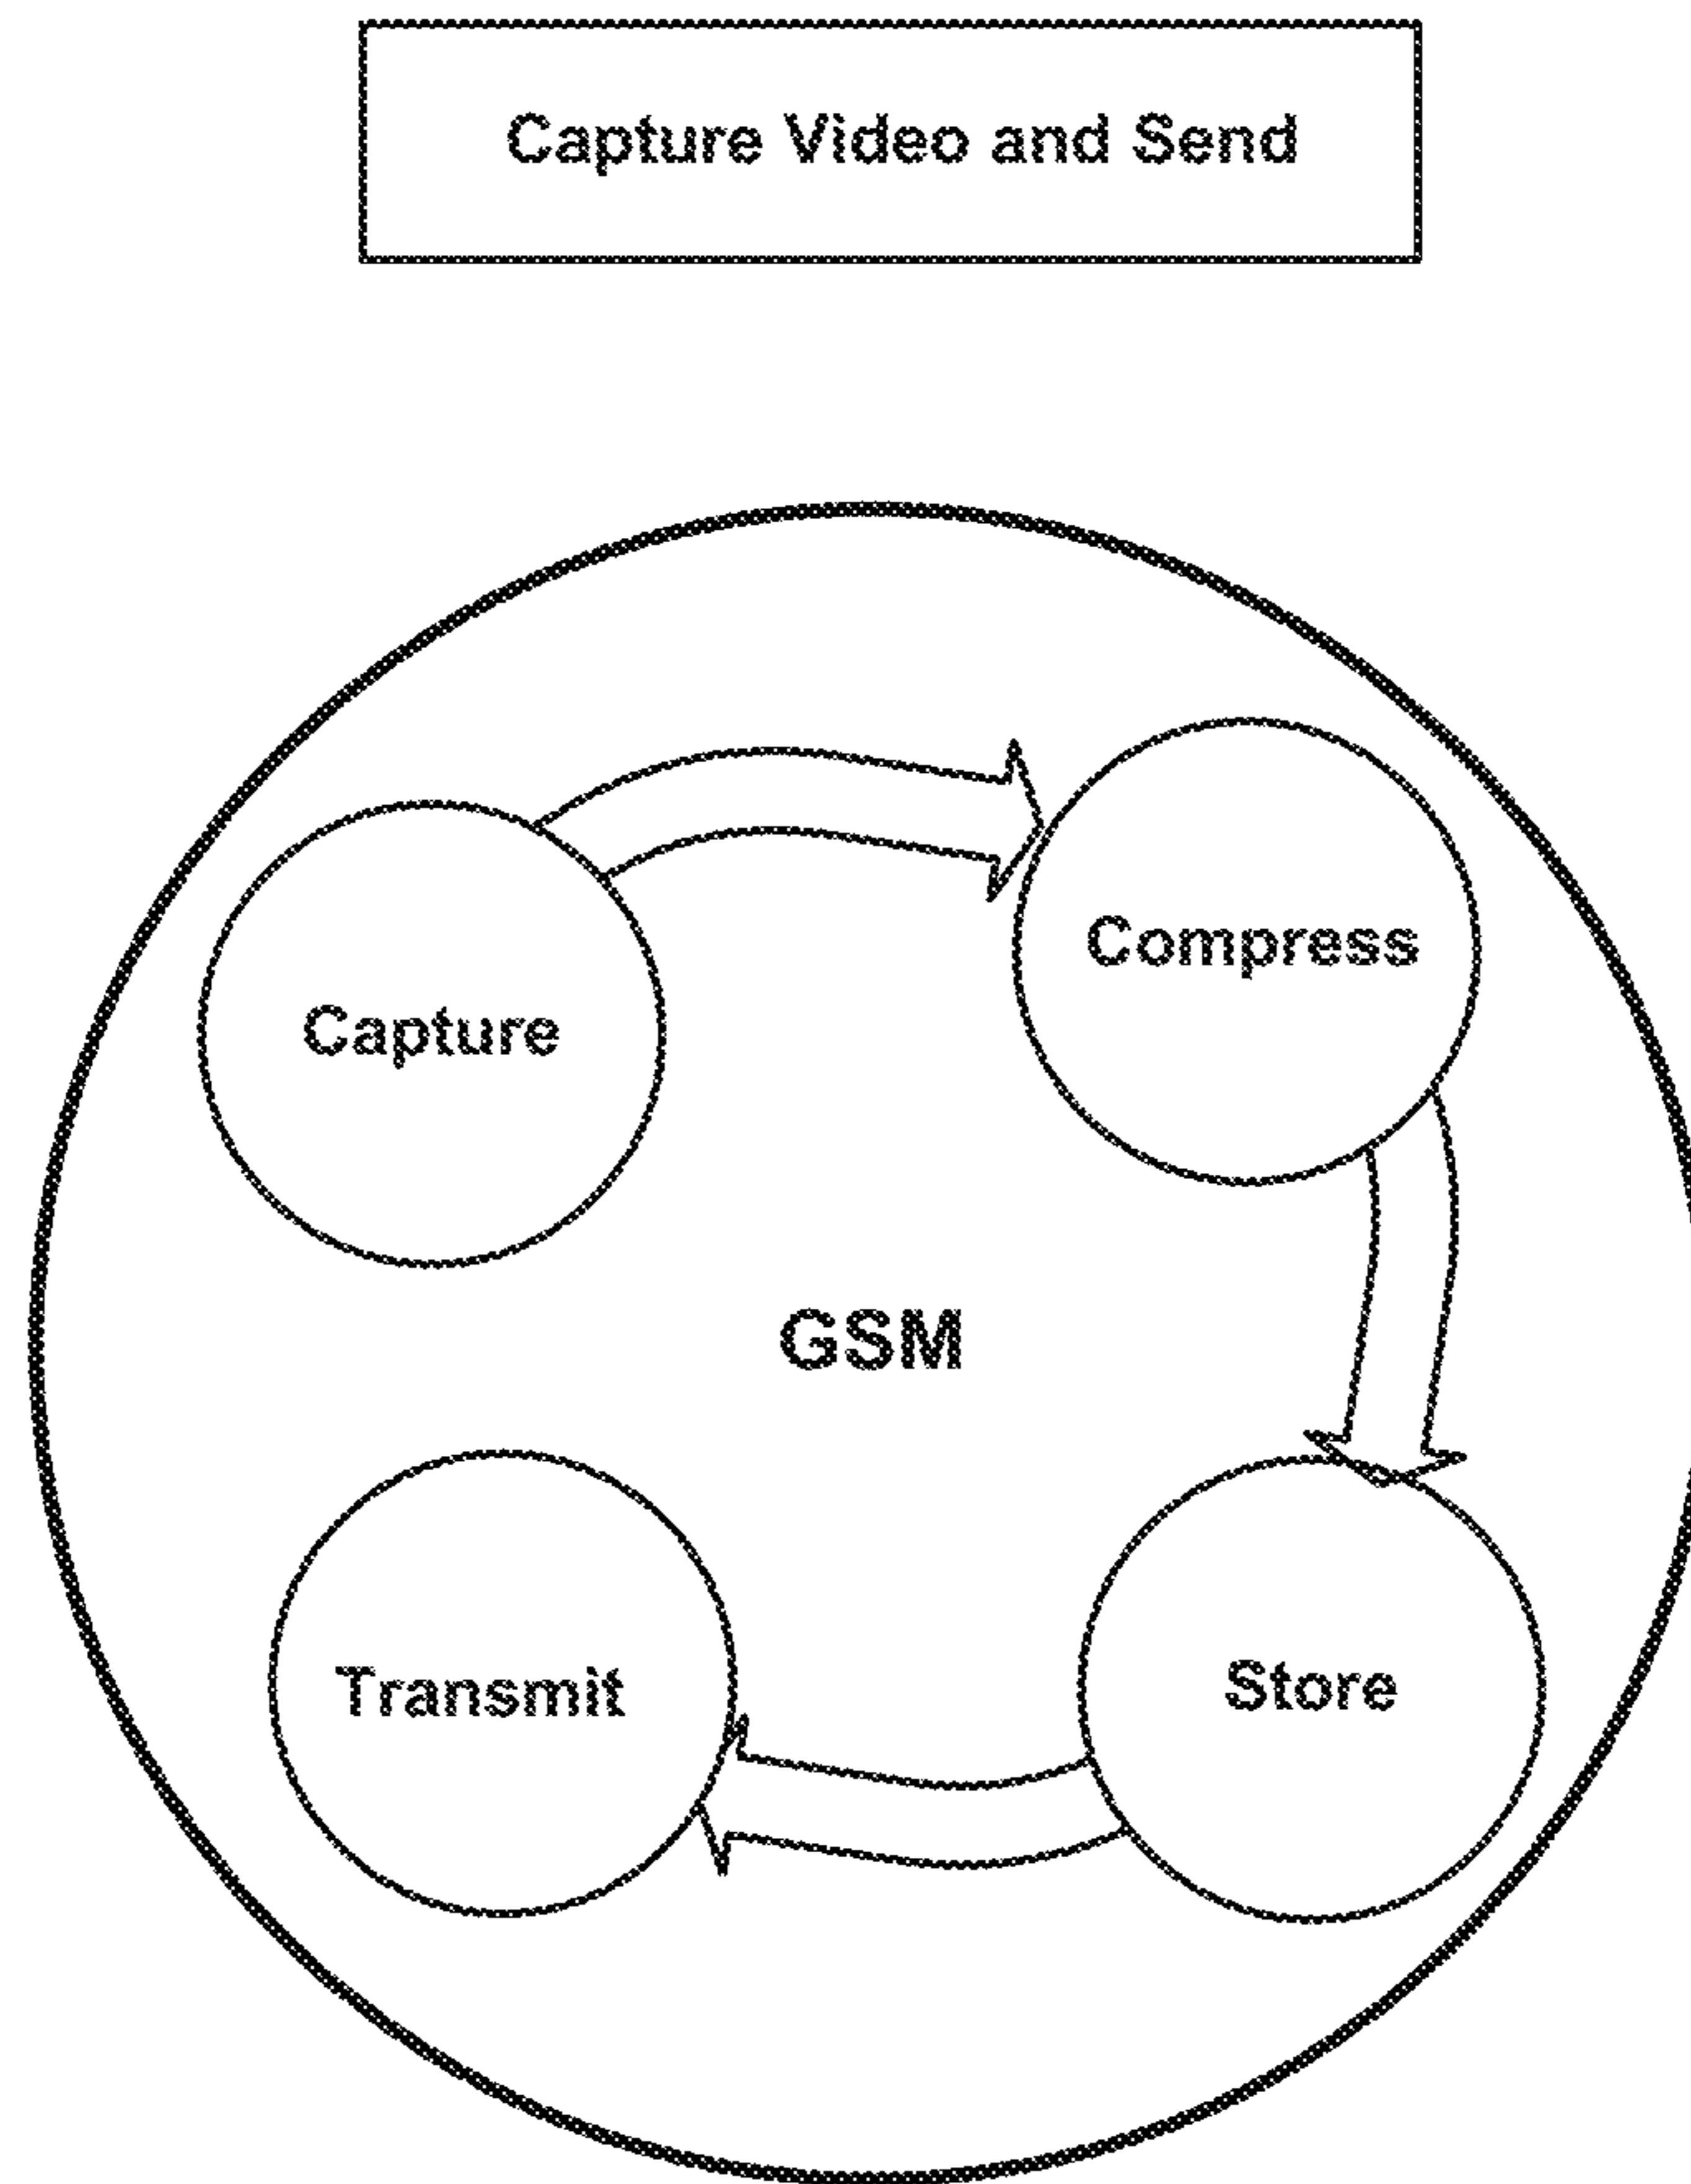 Capture Video and Send
Compress
Capture
GSM
Transmit
Store